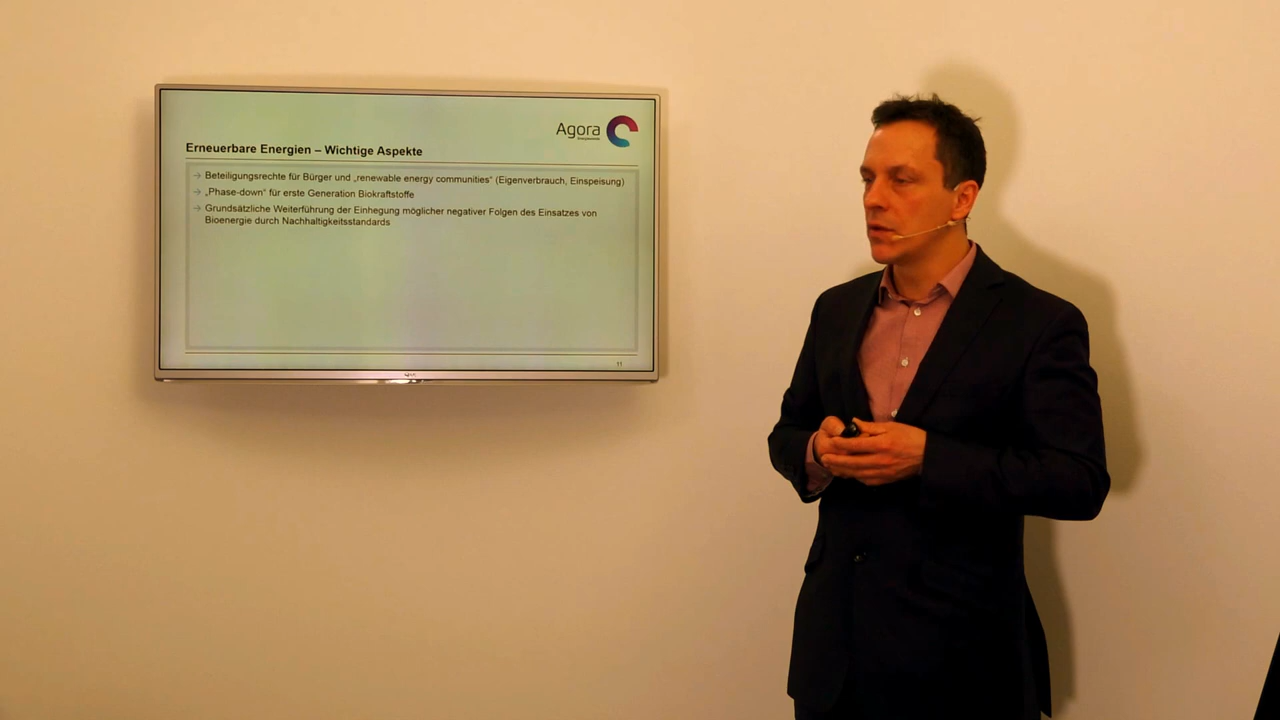 Agora
Erneuerbare Energien – Wichtige Aspekte
→ Beteiligungsrechte für Bürger und „renewable energy communities“ (Eigenverbrauch, Einspeisung)
→ „Phase-down“ für erste Generation Biokraftstoffe
→ Grundsätzliche Weiterführung der Einhegung möglicher negativer Folgen des Einsatzes von
Bioenergie durch Nachhaltigkeitsstandards
11